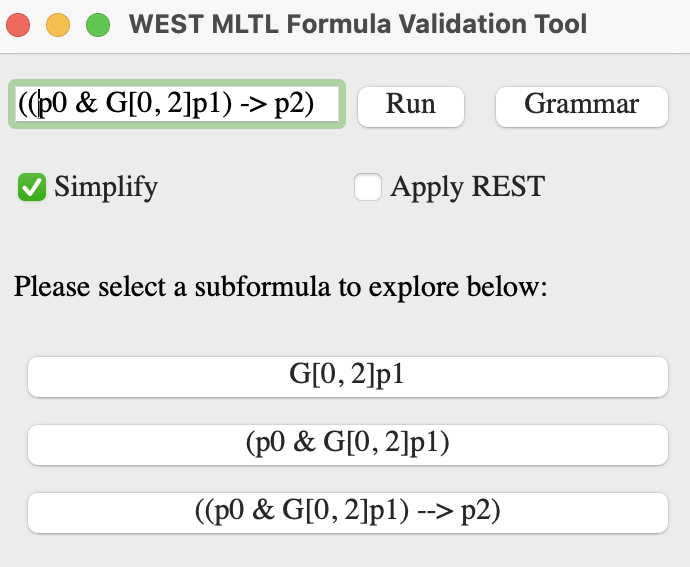 WEST MLTL Formula Validation Tool
((p0 & G[0, 2]p1) -> p2) Run Grammar
Simplify Apply REST
Please select a subformula to explore below:
G[0, 2]p1
(p0 & G[0, 2]p1)
((p0 & G[0, 2]p1) --> p2)